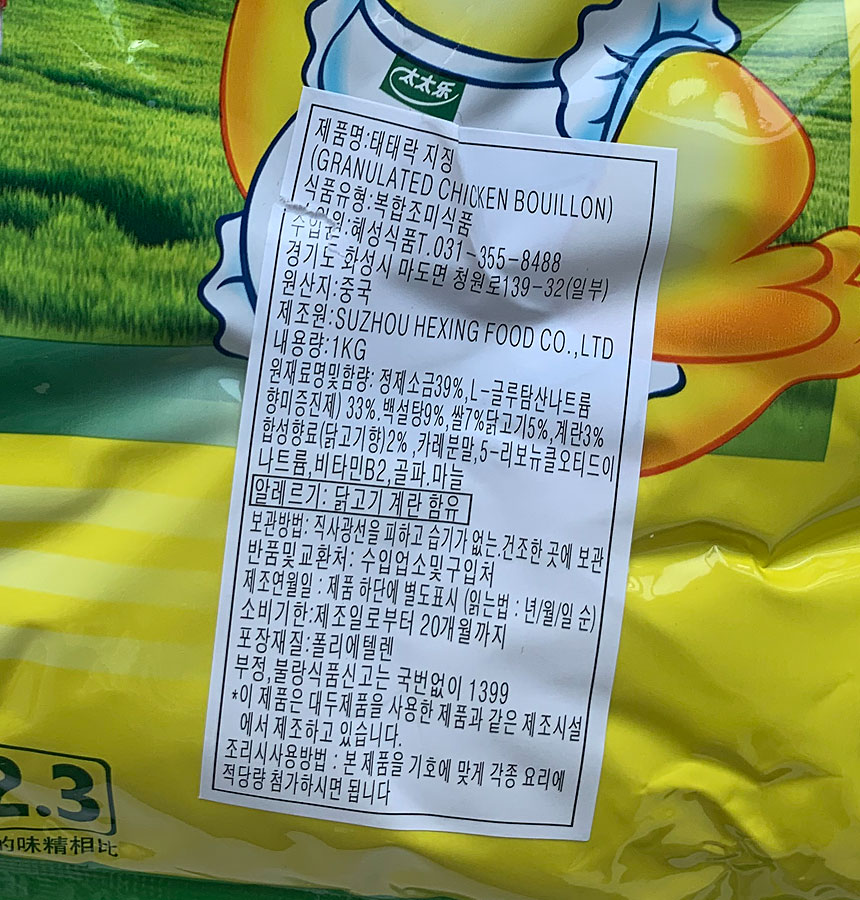 太太乐
제품명:태태락 지징
(GRANULATED CHICKEN BOUILLON)
식품유형:복합조미식품
수입원:혜성식품T.031-355-8488
경기도 화성시 마도면 청원로139-32(일부)
원산지:중국
제조원:SUZHOU HEXING FOOD CO.,LTD
내용량:1KG
원재료명및함량: 정제소금39%,L-글루탐산나트륨
향미증진제) 33%.백설탕9%,쌀7%닭고기5%,계란3%
합성향료(닭고기향)2% ,카레분말,5-리보뉴클오티드이
나트륨,비타민B2,골파,마늘
알레르기: 닭고기 계란 함유
보관방법: 직사광선을 피하고 습기가 없는.건조한 곳에 보관
반품및교환처: 수입업소및구입처
제조연월일 : 제품 하단에 별도표시 (읽는법 : 년/월/일 순)
소비기한:제조일로부터 20개월까지
포장재질:폴리에텔렌
부정,불량식품신고는 국번없이 1399
*이 제품은 대두제품을 사용한 제품과 같은 제조시설
에서 제조하고 있습니다.
조리시사용방법 : 본 제품을 기호에 맞게 각종 요리에
적당량 첨가하시면 됩니다
2.3
的味精相比